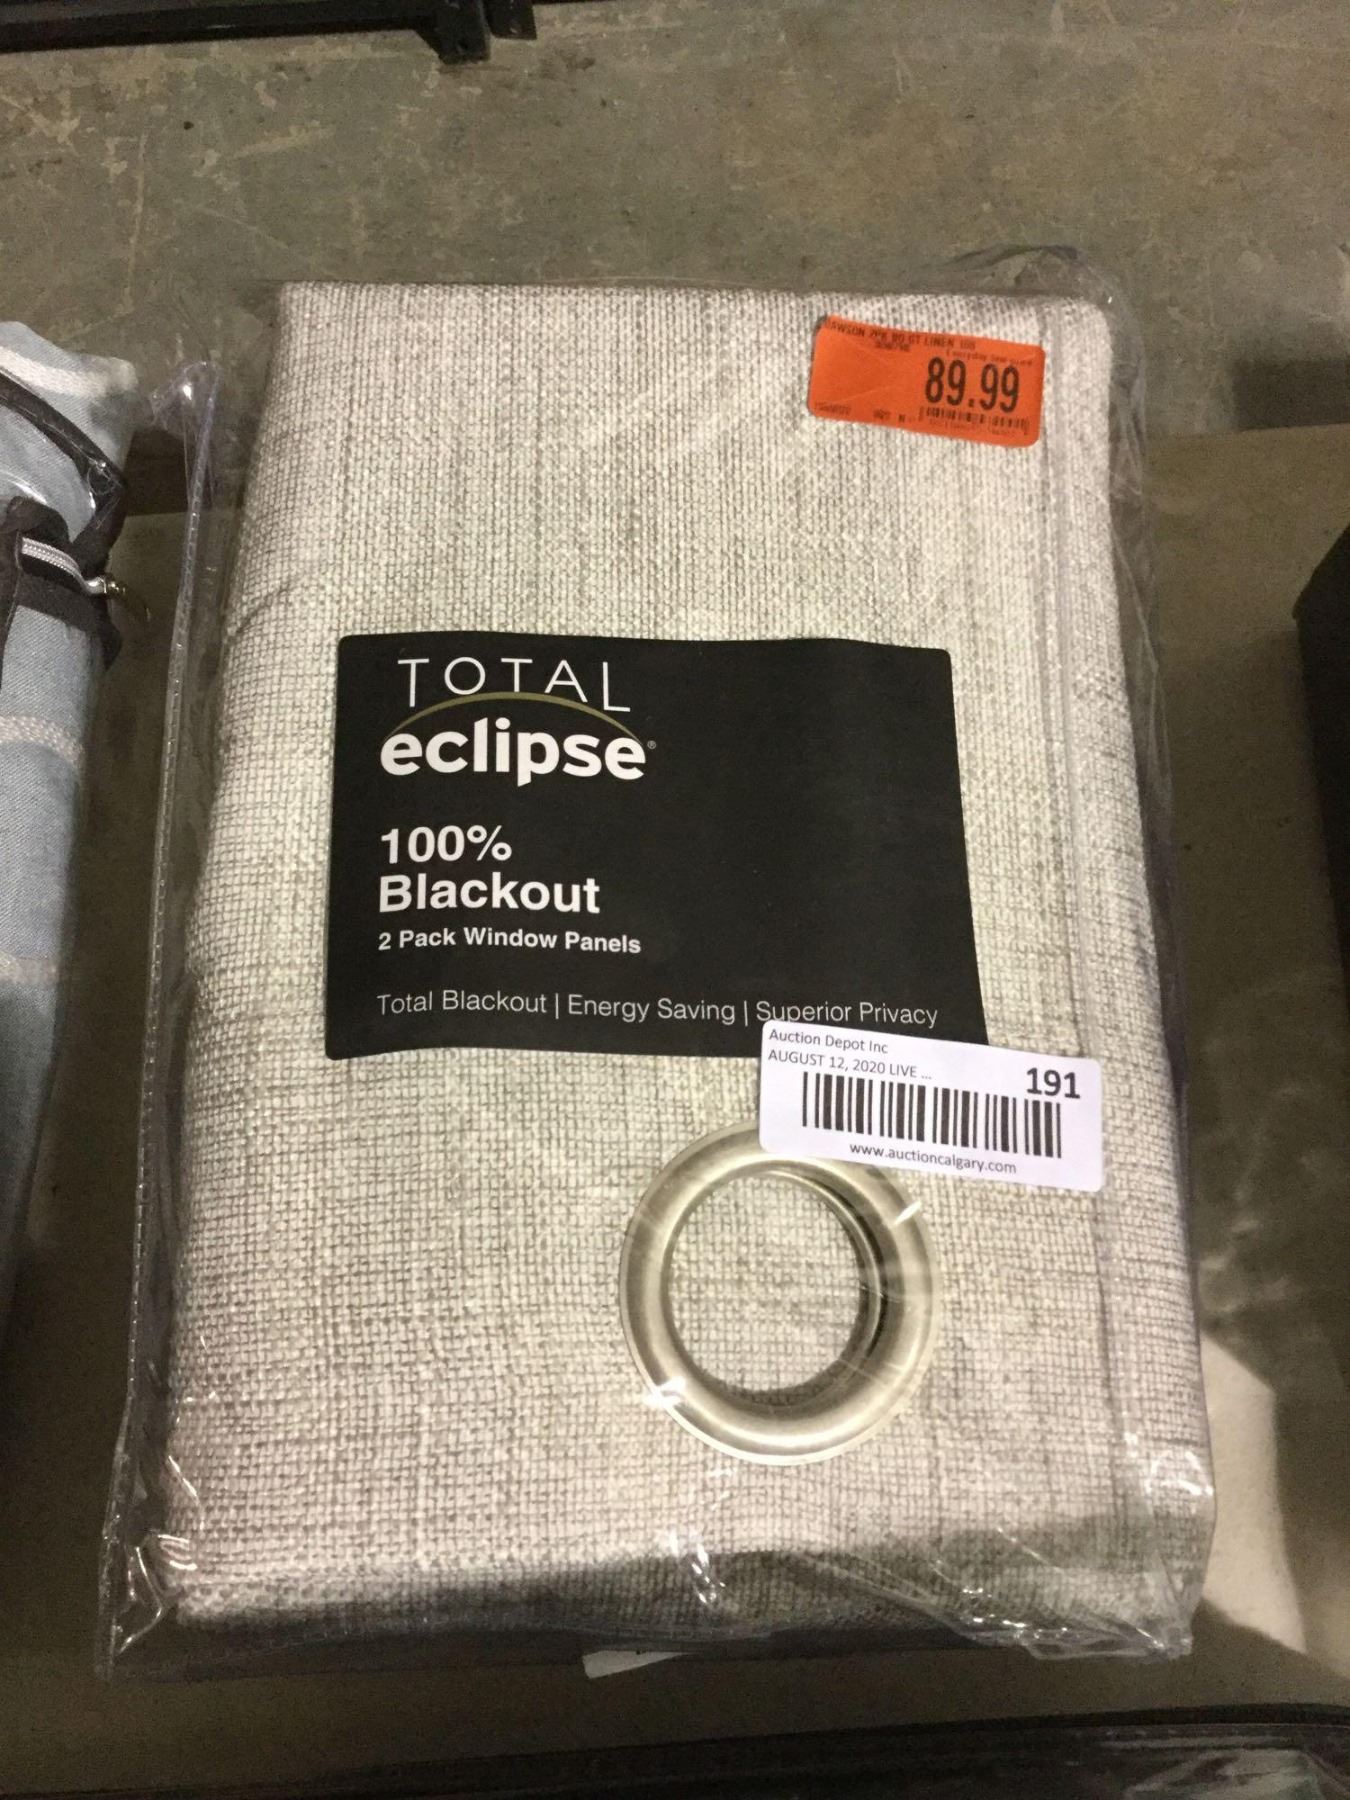 89.99
TOTAL
eclipse®
100%
Blackout
2 Pack Window Panels
Total Blackout | Energy Saving | Superior Privacy
Auction Depot Inc
AUGUST 12, 2020 LIVE ...
191
www.auctioncalgary.com